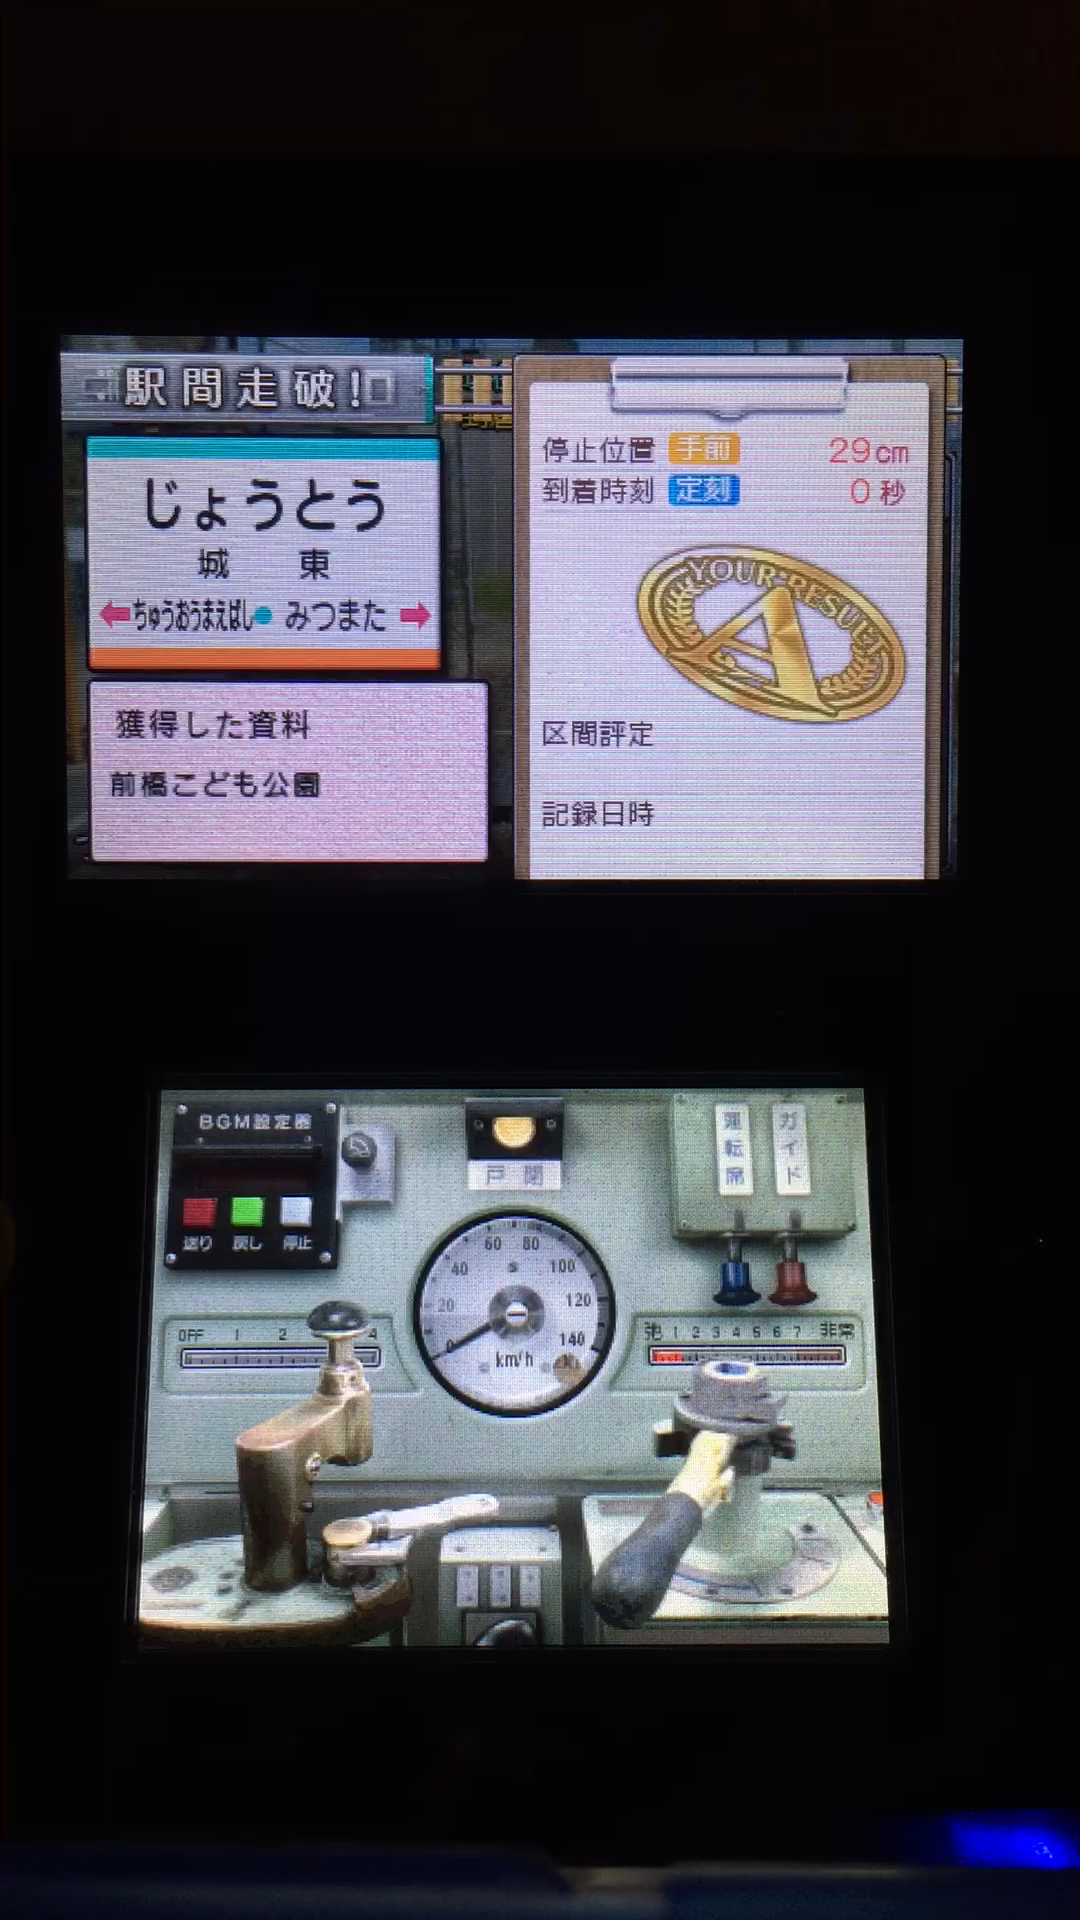 駅間走破!
じょうとう
城 東
ちゅうおうまえばし みつまた
獲得した資料
前橋こども公園
停止位置 手前 29cm
到着時刻 定刻 0秒
YOUR RESULT
A
区間評定
記録日時
BGM設定器
送り 戻し 停止
戸閉
運転席
ガイド
0 20 40 60 80 100 120 140
km/h
OFF 1 2 4
弛 1 2 3 4 5 6 7 非常